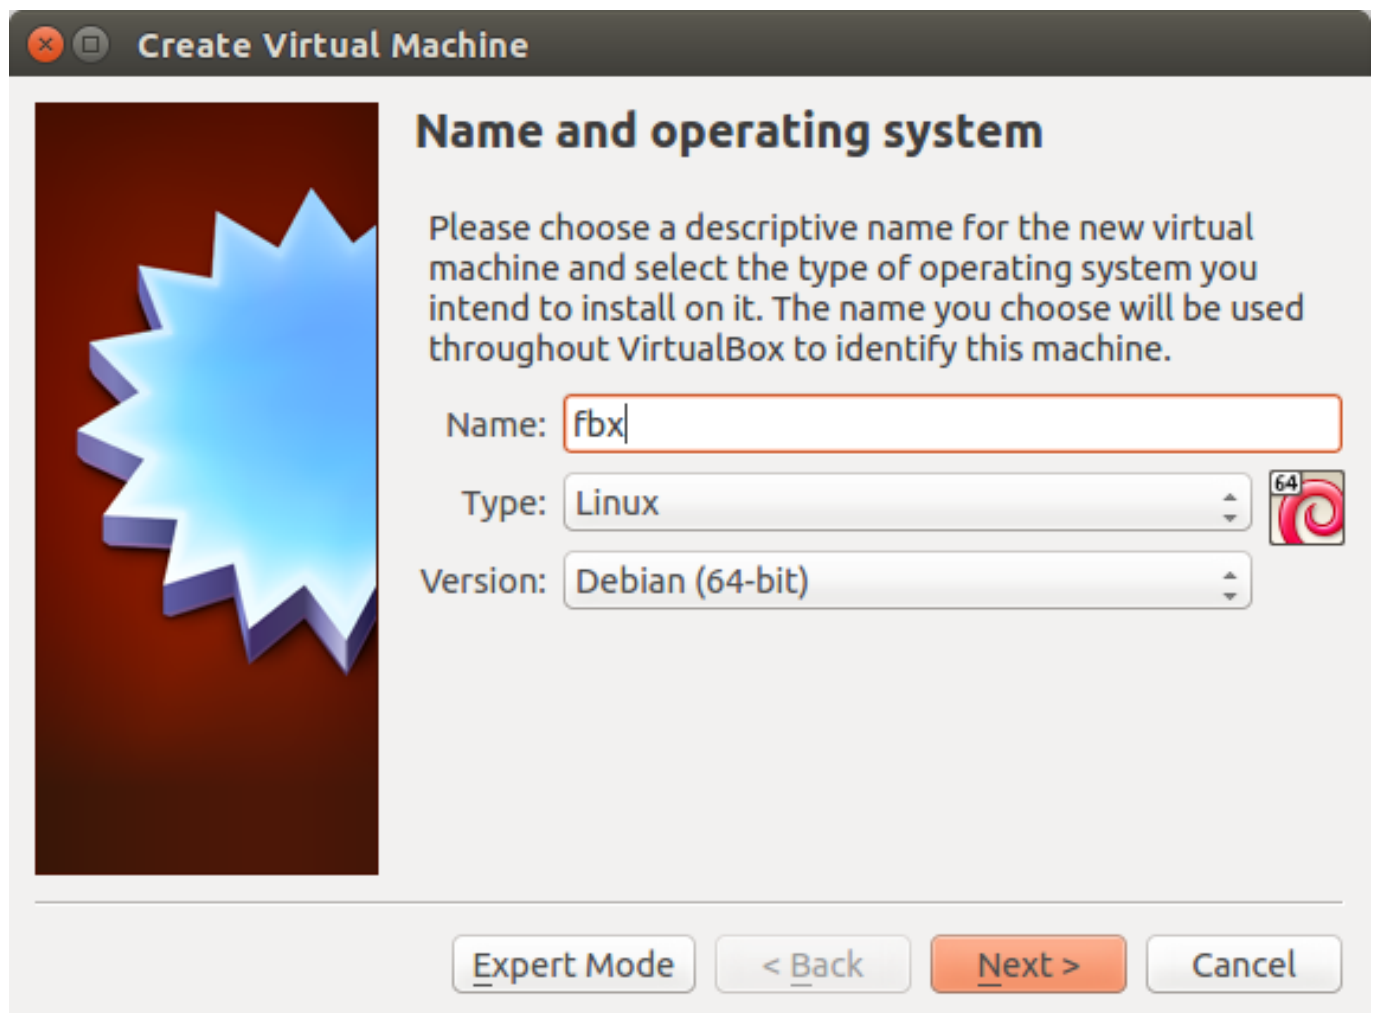 Create Virtual Machine
Name and operating system
Please choose a descriptive name for the new virtual
machine and select the type of operating system you
intend to install on it. The name you choose will be used
throughout VirtualBox to identify this machine.
Name: fbx
Type: Linux
64
Version: Debian (64-bit)
Expert Mode < Back Next > Cancel